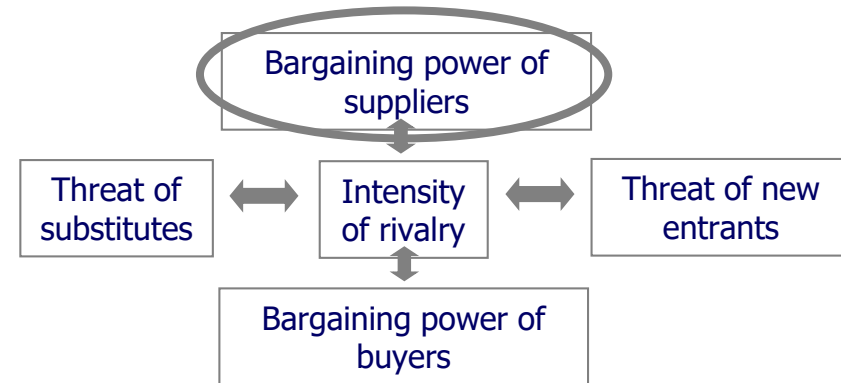 Bargaining power of
suppliers
Threat of
substitutes
Intensity
of rivalry
Threat of new
entrants
Bargaining power of
buyers